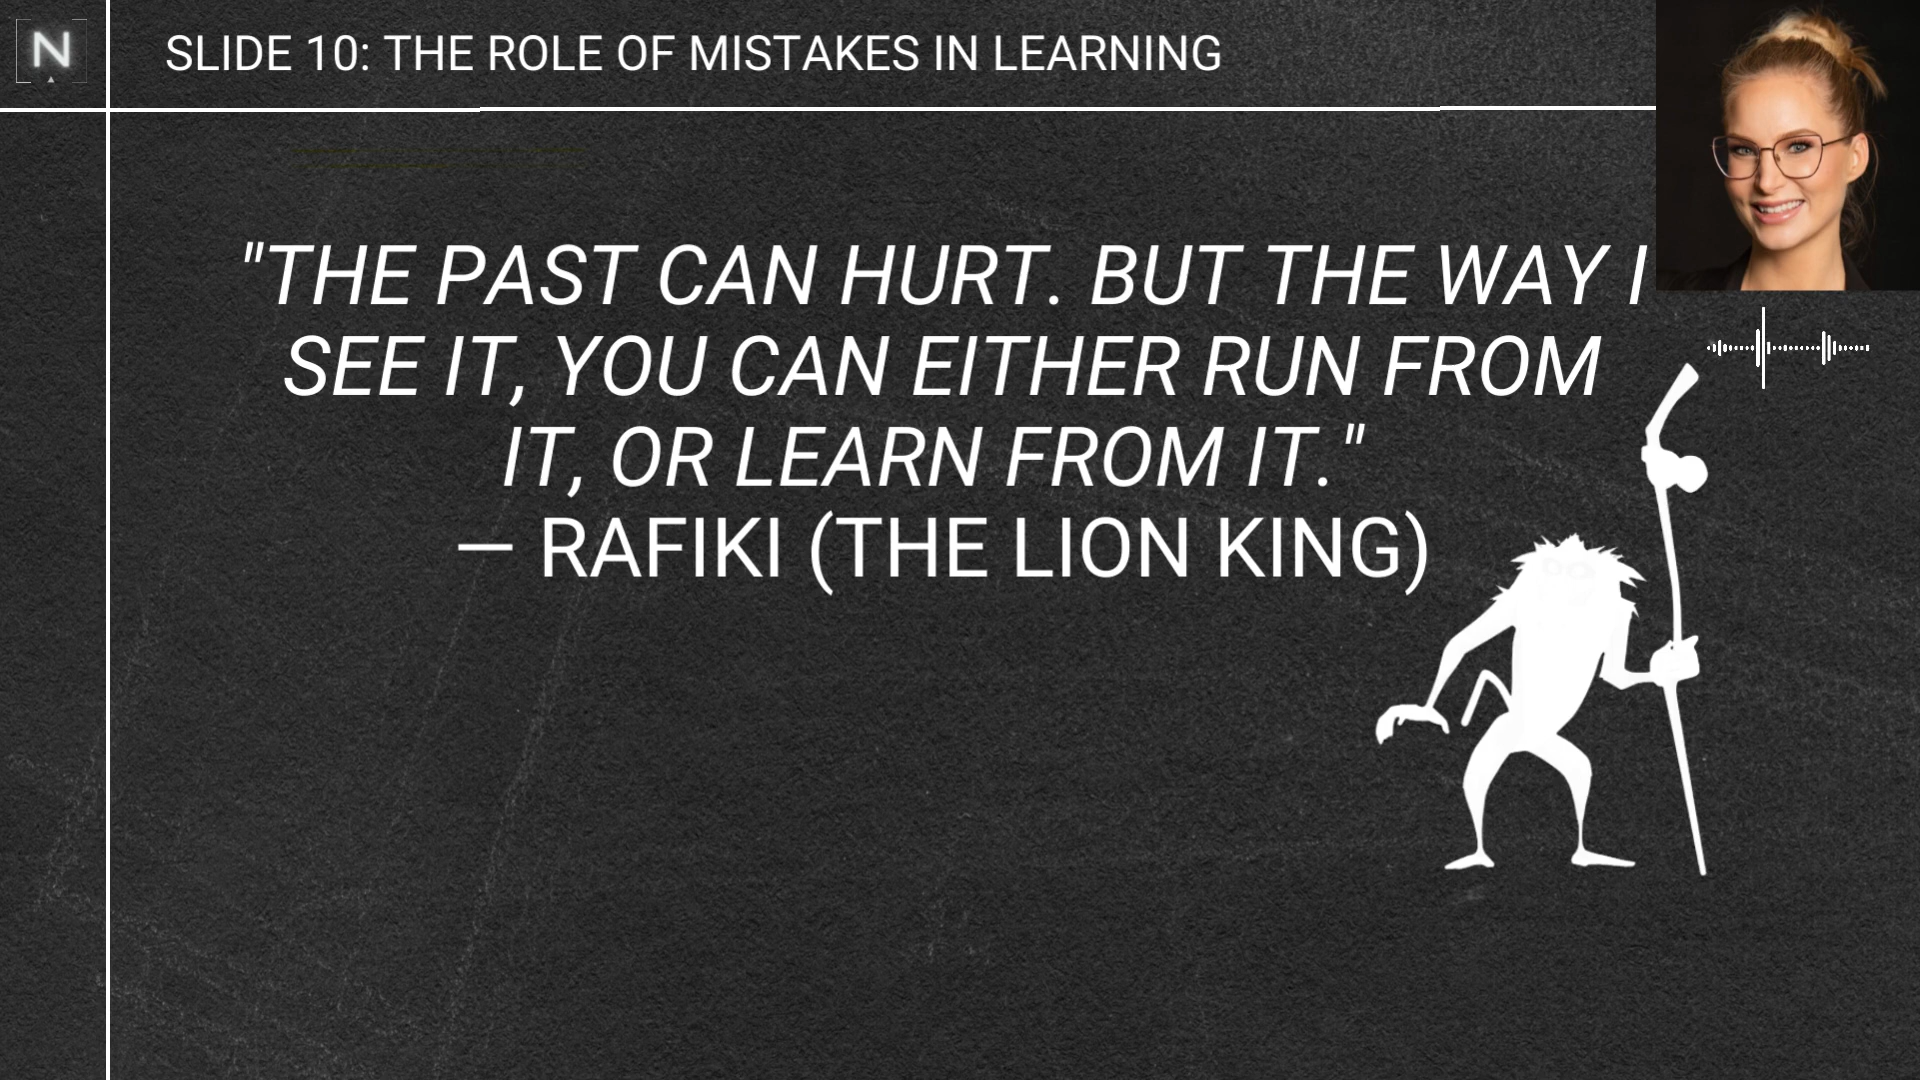 N
SLIDE 10: THE ROLE OF MISTAKES IN LEARNING
"THE PAST CAN HURT. BUT THE WAY I
SEE IT, YOU CAN EITHER RUN FROM
IT, OR LEARN FROM IT."
— RAFIKI (THE LION KING)